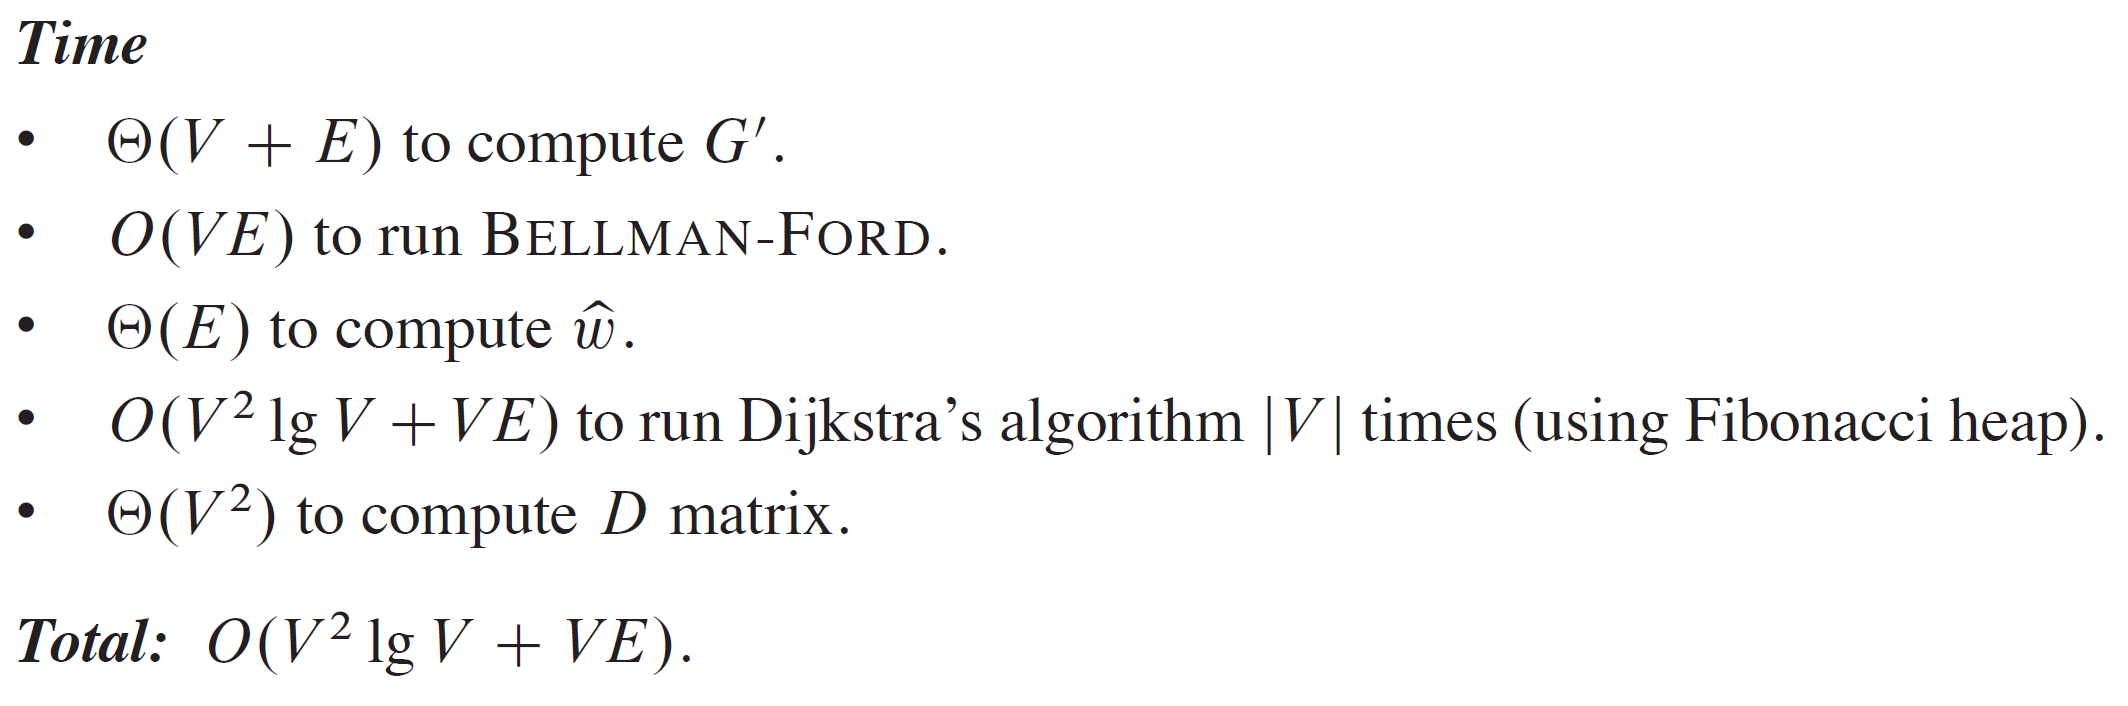 Time
• Θ(V + E) to compute G′.
• O(VE) to run BELLMAN-FORD.
• Θ(E) to compute ŵ.
• O(V² lg V + VE) to run Dijkstra’s algorithm |V| times (using Fibonacci heap).
• Θ(V²) to compute D matrix.
Total: O(V² lg V + VE).